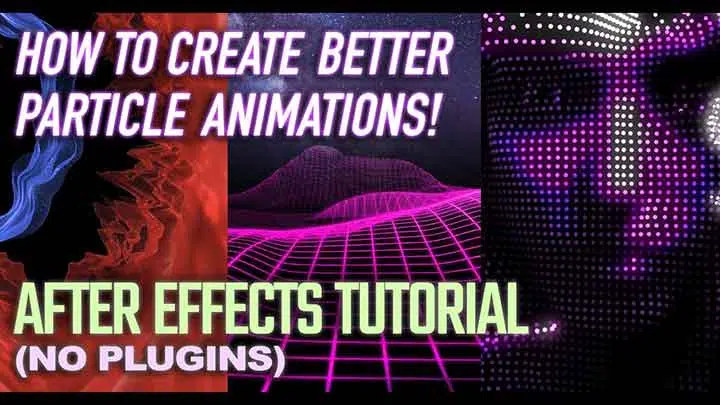 HOW TO CREATE BETTER
PARTICLE ANIMATIONS!
AFTER EFFECTS TUTORIAL
(NO PLUGINS)